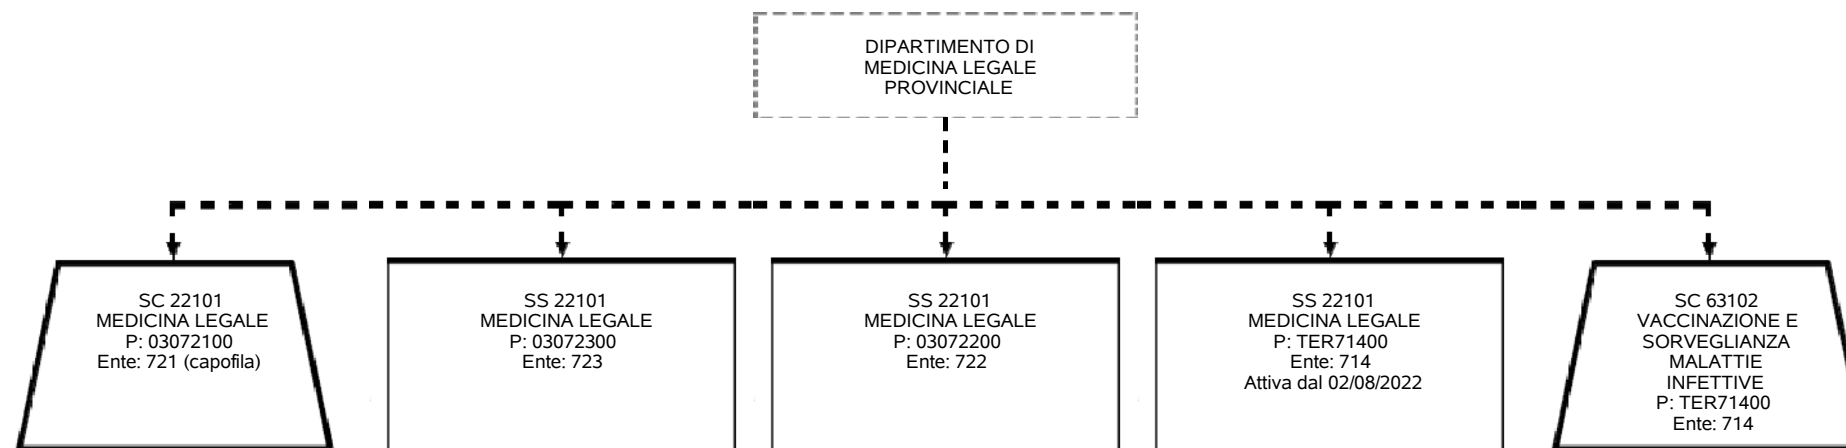 DIPARTIMENTO DI
MEDICINA LEGALE
PROVINCIALE
SC 22101
MEDICINA LEGALE
P: 03072100
Ente: 721 (capofila)
SS 22101
MEDICINA LEGALE
P: 03072300
Ente: 723
SS 22101
MEDICINA LEGALE
P: 03072200
Ente: 722
SS 22101
MEDICINA LEGALE
P: TER71400
Ente: 714
Attiva dal 02/08/2022
SC 63102
VACCINAZIONE E
SORVEGLIANZA
MALATTIE
INFETTIVE
P: TER71400
Ente: 714